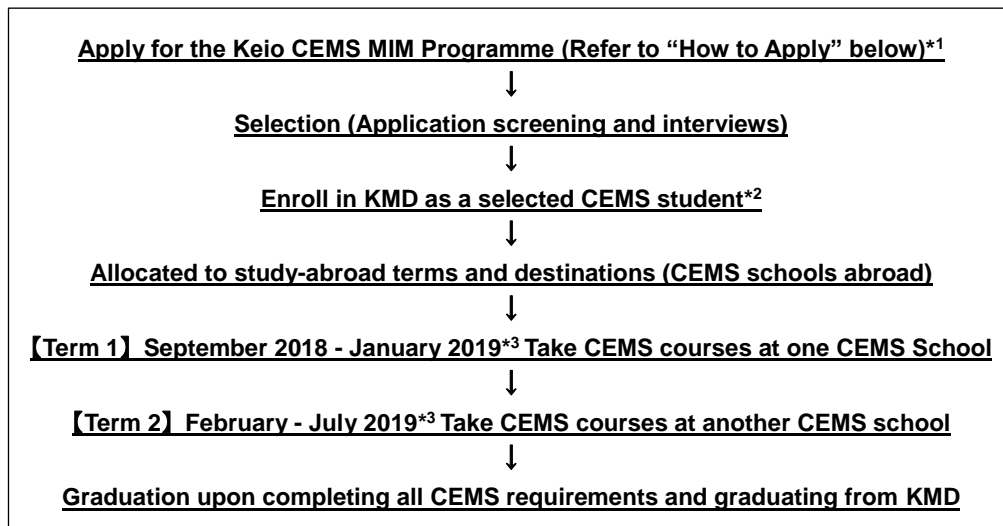 Apply for the Keio CEMS MIM Programme (Refer to “How to Apply” below)*1
↓
Selection (Application screening and interviews)
↓
Enroll in KMD as a selected CEMS student*2
↓
Allocated to study-abroad terms and destinations (CEMS schools abroad)
↓
【Term 1】 September 2018 - January 2019*3 Take CEMS courses at one CEMS School
↓
【Term 2】 February - July 2019*3 Take CEMS courses at another CEMS school
↓
Graduation upon completing all CEMS requirements and graduating from KMD